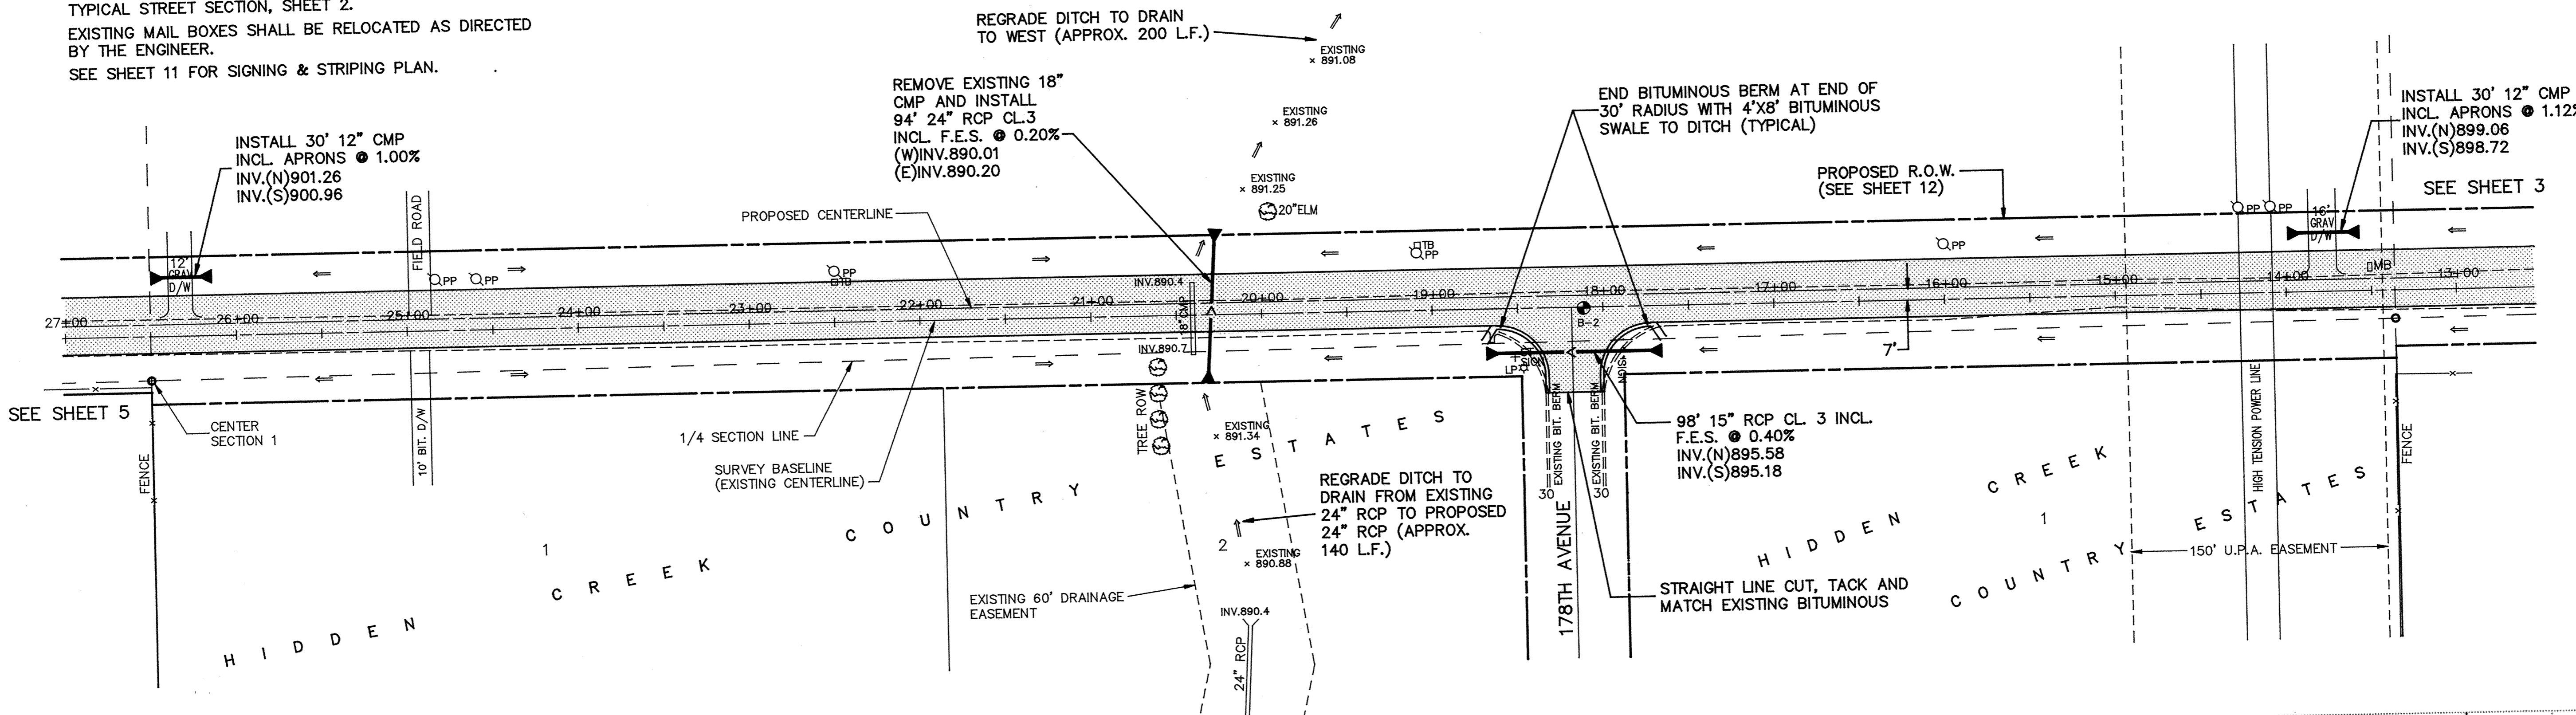 TYPICAL STREET SECTION, SHEET 2.
EXISTING MAIL BOXES SHALL BE RELOCATED AS DIRECTED
BY THE ENGINEER.
SEE SHEET 11 FOR SIGNING & STRIPING PLAN.
REGRADE DITCH TO DRAIN
TO WEST (APPROX. 200 L.F.)
EXISTING
× 891.08
EXISTING
× 891.26
EXISTING
× 891.25
20"ELM
INSTALL 30' 12" CMP
INCL. APRONS @ 1.00%
INV.(N)901.26
INV.(S)900.96
REMOVE EXISTING 18"
CMP AND INSTALL
94' 24" RCP CL.3
INCL. F.E.S. @ 0.20%
(W)INV.890.01
(E)INV.890.20
END BITUMINOUS BERM AT END OF
30' RADIUS WITH 4'X8' BITUMINOUS
SWALE TO DITCH (TYPICAL)
INSTALL 30' 12" CMP
INCL. APRONS @ 1.12%
INV.(N)899.06
INV.(S)898.72
PROPOSED R.O.W.
(SEE SHEET 12)
SEE SHEET 3
PROPOSED CENTERLINE
FIELD ROAD
12'
GRAV
D/W
PP
PP
PP
TB
INV.890.4
18" CMP
INV.890.7
TB
PP
PP
PP
PP
16'
GRAV
D/W
MB
27+00
26+00
25+00
24+00
23+00
22+00
21+00
20+00
19+00
18+00
17+00
16+00
15+00
14+00
13+00
B-2
7'
SIGN
LP
SIGN
SEE SHEET 5
CENTER
SECTION 1
FENCE
10' BIT. D/W
1/4 SECTION LINE
SURVEY BASELINE
(EXISTING CENTERLINE)
TREE ROW
EXISTING
× 891.34
REGRADE DITCH TO
DRAIN FROM EXISTING
24" RCP TO PROPOSED
24" RCP (APPROX.
140 L.F.)
EXISTING
× 890.88
2
EXISTING 60' DRAINAGE
EASEMENT
INV.890.4
24" RCP
EXISTING BIT. BERM
EXISTING BIT. BERM
30
30
178TH AVENUE
98' 15" RCP CL. 3 INCL.
F.E.S. @ 0.40%
INV.(N)895.58
INV.(S)895.18
STRAIGHT LINE CUT, TACK AND
MATCH EXISTING BITUMINOUS
HIGH TENSION POWER LINE
150' U.P.A. EASEMENT
FENCE
1
HIDDEN CREEK COUNTRY ESTATES
1
HIDDEN CREEK
COUNTRY ESTATES